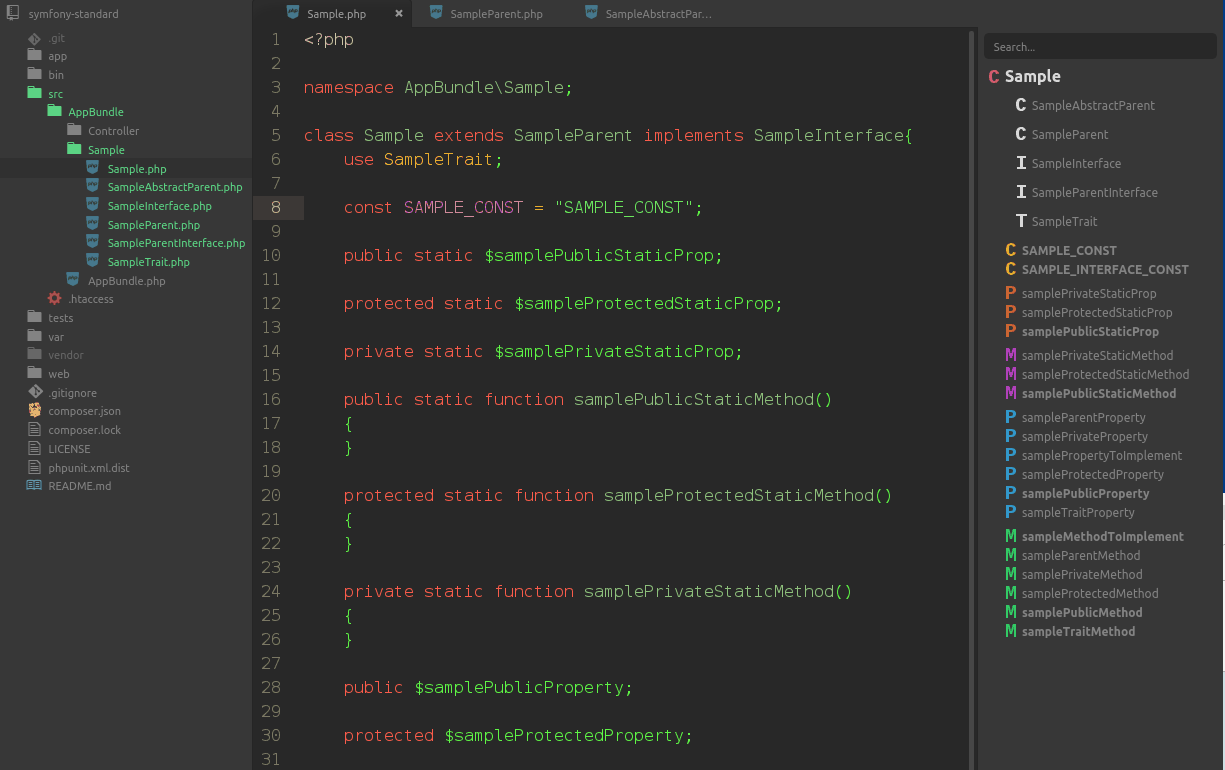 symfony-standard
.git
app
bin
src
AppBundle
Controller
Sample
Sample.php
SampleAbstractParent.php
SampleInterface.php
SampleParent.php
SampleParentInterface.php
SampleTrait.php
AppBundle.php
.htaccess
tests
var
vendor
web
.gitignore
composer.json
composer.lock
LICENSE
phpunit.xml.dist
README.md
Sample.php × SampleParent.php SampleAbstractPar…
1 <?php
2
3 namespace AppBundle\Sample;
4
5 class Sample extends SampleParent implements SampleInterface{
6 use SampleTrait;
7
8 const SAMPLE_CONST = "SAMPLE_CONST";
9
10 public static $samplePublicStaticProp;
11
12 protected static $sampleProtectedStaticProp;
13
14 private static $samplePrivateStaticProp;
15
16 public static function samplePublicStaticMethod()
17 {
18 }
19
20 protected static function sampleProtectedStaticMethod()
21 {
22 }
23
24 private static function samplePrivateStaticMethod()
25 {
26 }
27
28 public $samplePublicProperty;
29
30 protected $sampleProtectedProperty;
31
Search...
C Sample
C SampleAbstractParent
C SampleParent
I SampleInterface
I SampleParentInterface
T SampleTrait
C SAMPLE_CONST
C SAMPLE_INTERFACE_CONST
P samplePrivateStaticProp
P sampleProtectedStaticProp
P samplePublicStaticProp
M samplePrivateStaticMethod
M sampleProtectedStaticMethod
M samplePublicStaticMethod
P sampleParentProperty
P samplePrivateProperty
P samplePropertyToImplement
P sampleProtectedProperty
P samplePublicProperty
P sampleTraitProperty
M sampleMethodToImplement
M sampleParentMethod
M samplePrivateMethod
M sampleProtectedMethod
M samplePublicMethod
M sampleTraitMethod